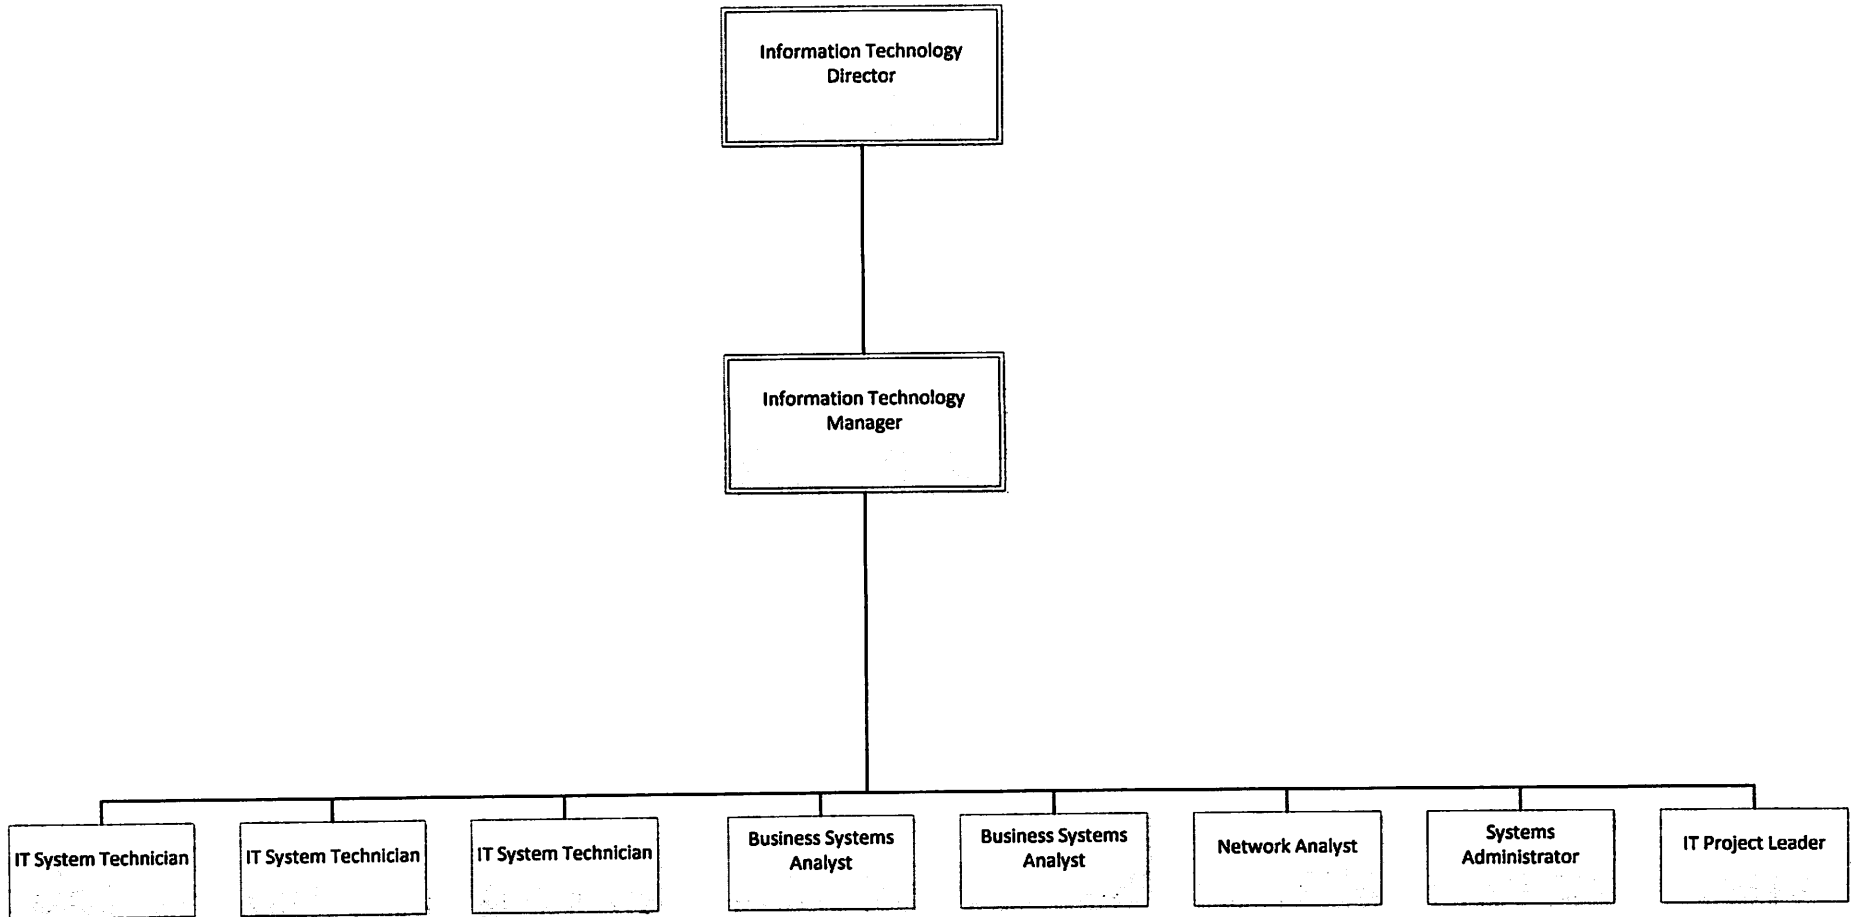 Information Technology
Director
Information Technology
Manager
IT System Technician
IT System Technician
IT System Technician
Business Systems
Analyst
Business Systems
Analyst
Network Analyst
Systems
Administrator
IT Project Leader